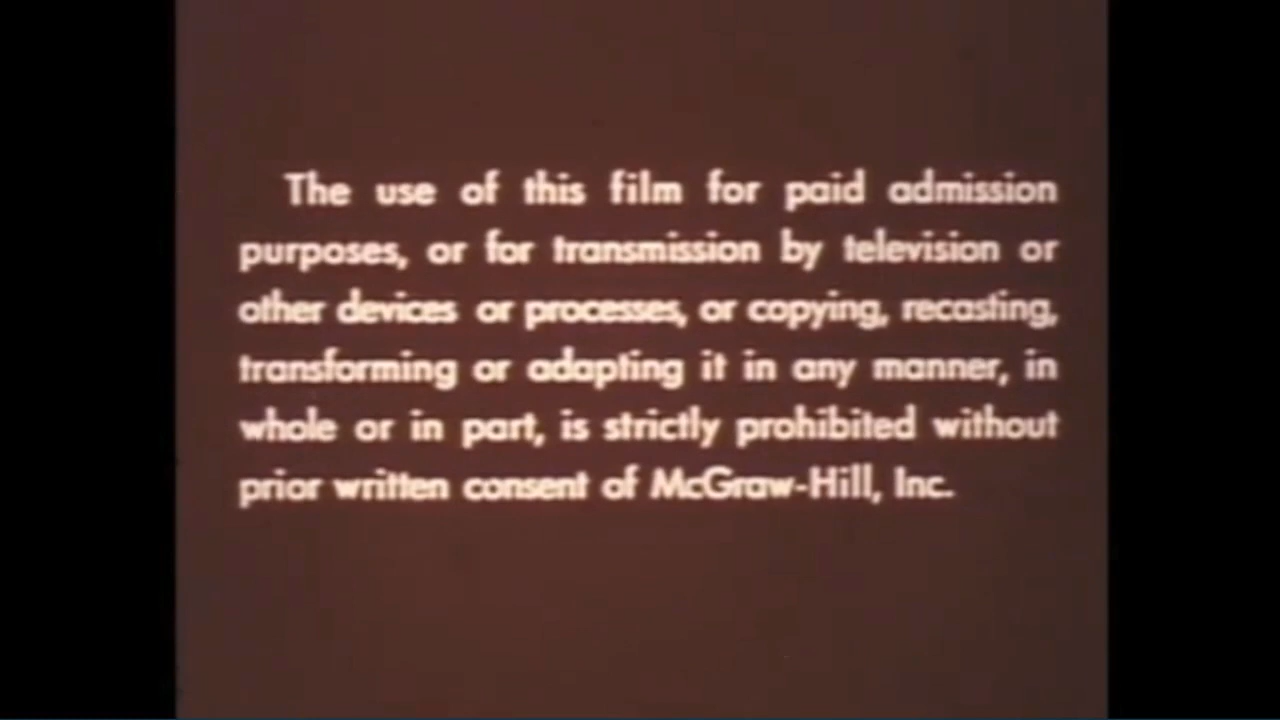 The use of this film for paid admission
purposes, or for transmission by television or
other devices or processes, or copying, recasting,
transforming or adapting it in any manner, in
whole or in part, is strictly prohibited without
prior written consent of McGraw-Hill, Inc.